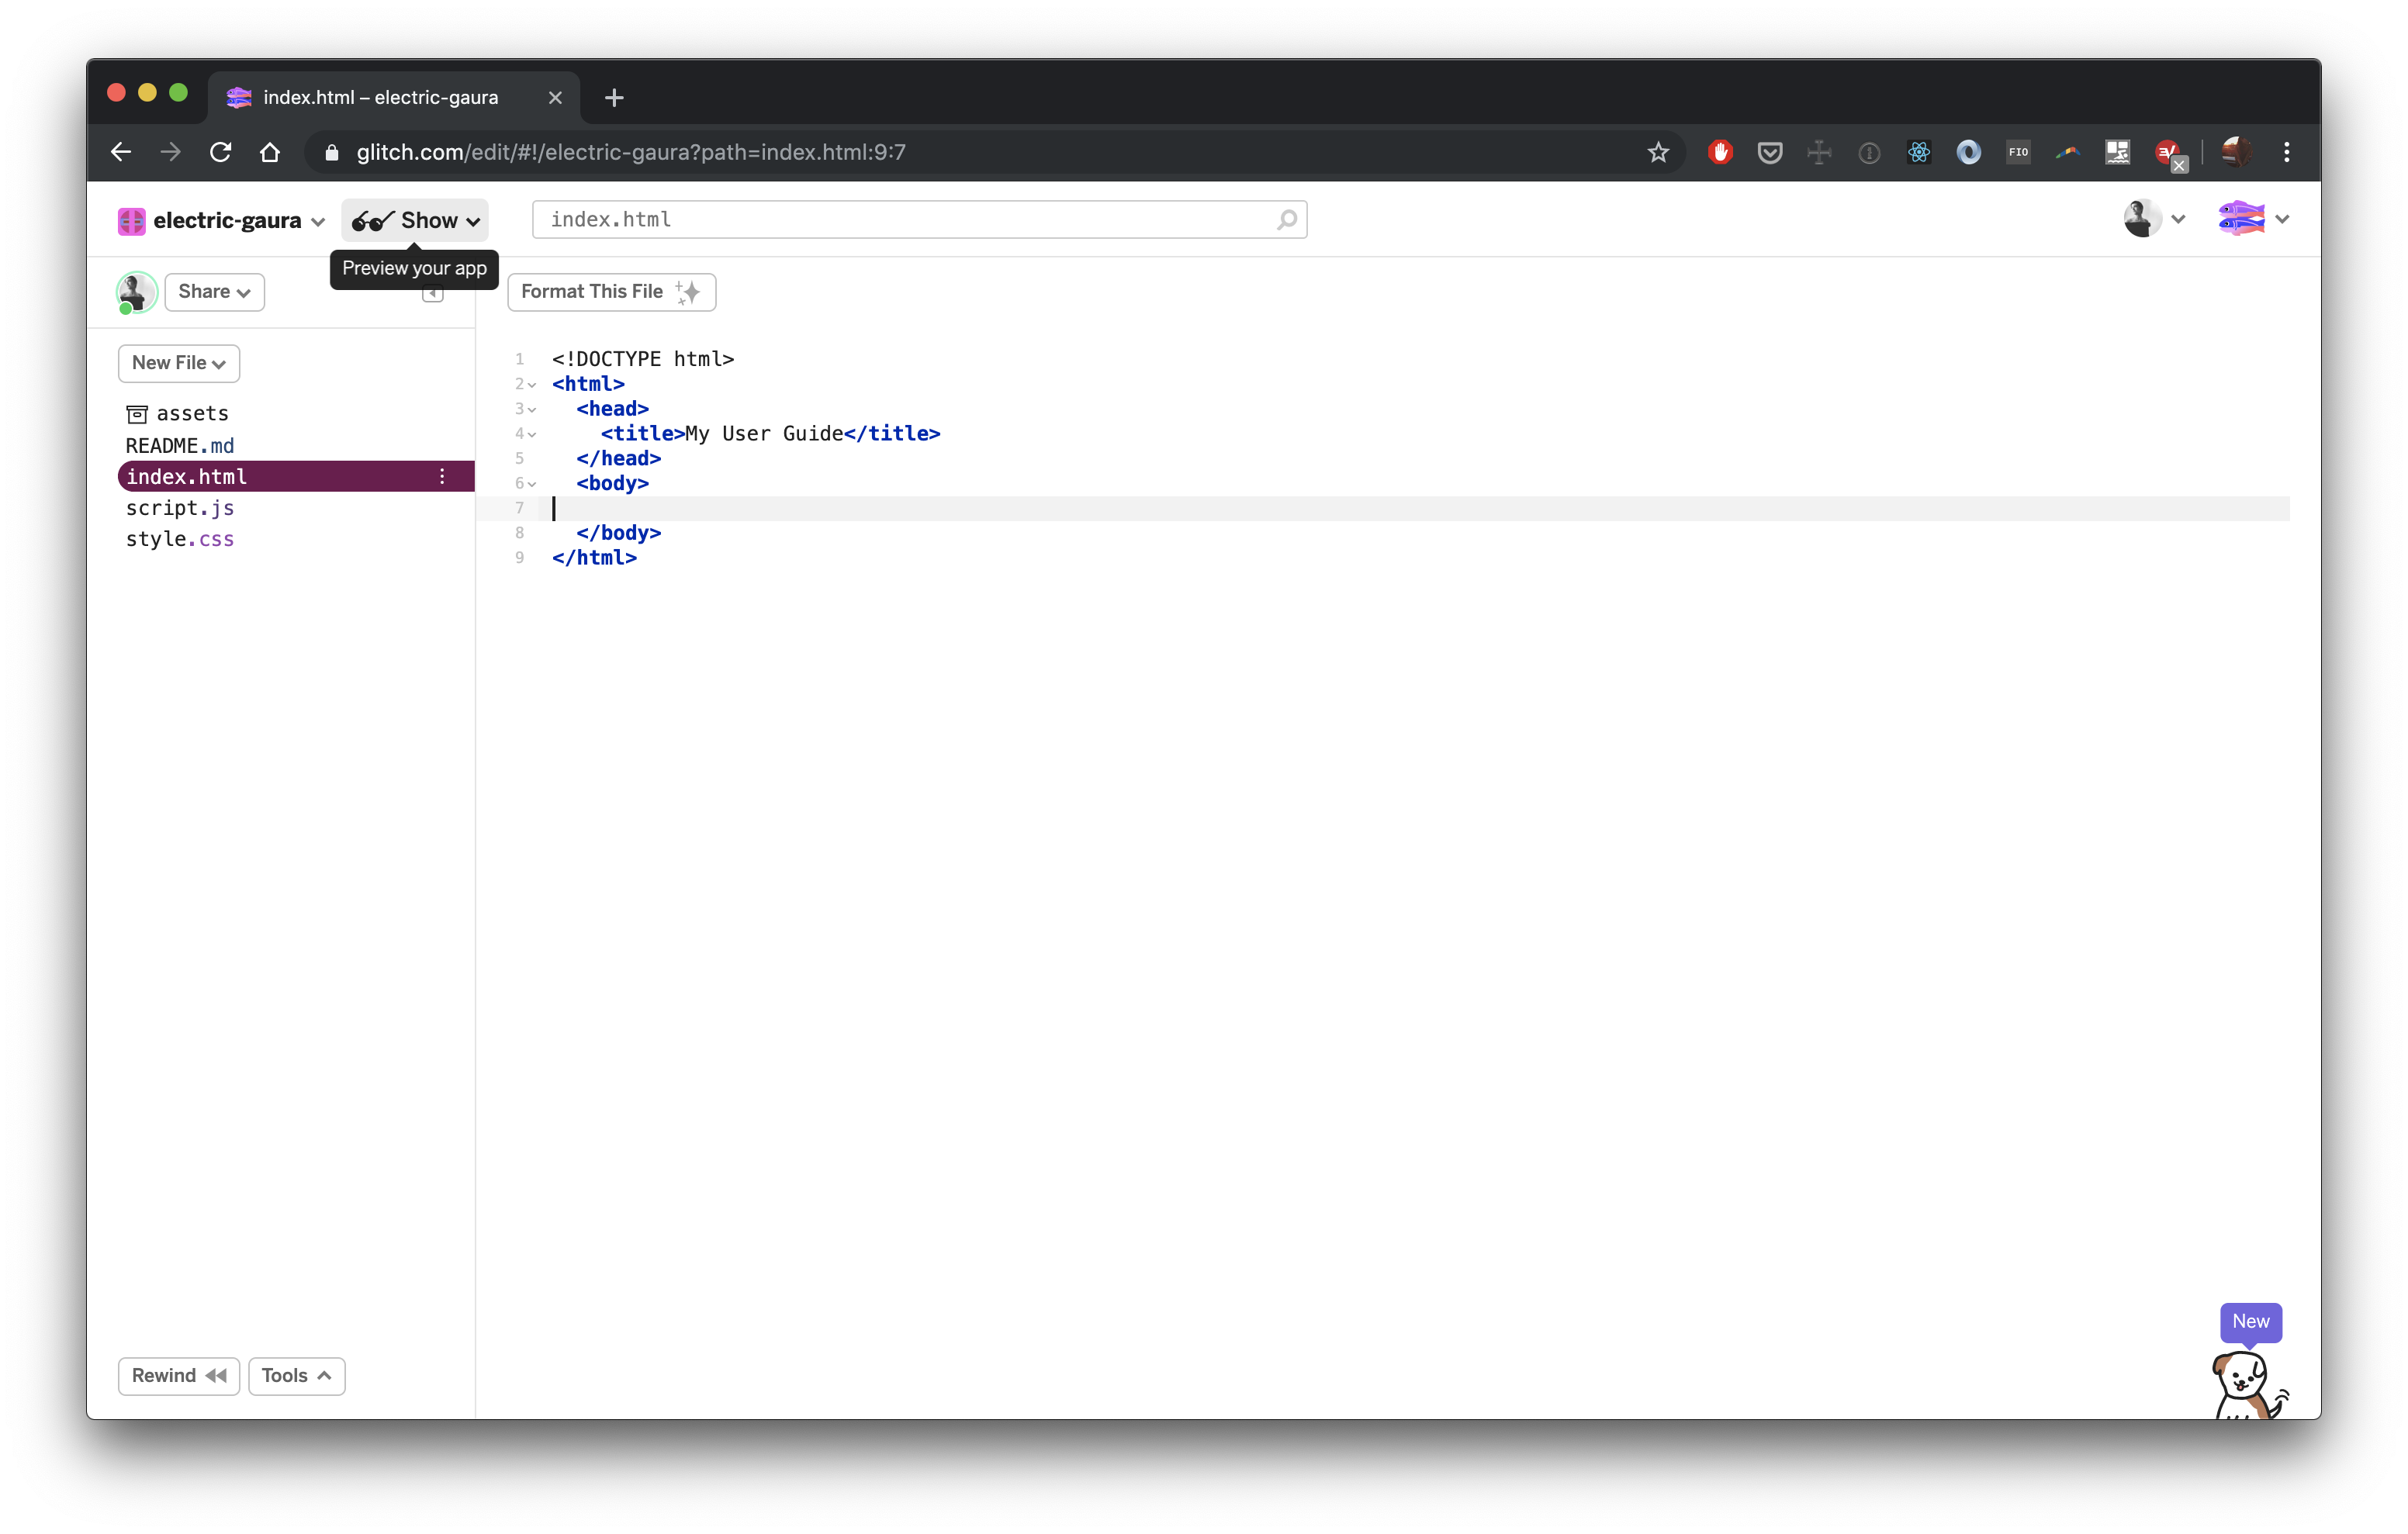 index.html – electric-gaura
glitch.com/edit/#!/electric-gaura?path=index.html:9:7
FIO
electric-gaura
Show
index.html
Preview your app
Share
Format This File
New File
assets
README.md
index.html
script.js
style.css
1 <!DOCTYPE html>
2 <html>
3 <head>
4 <title>My User Guide</title>
5 </head>
6 <body>
7
8 </body>
9 </html>
New
Rewind
Tools